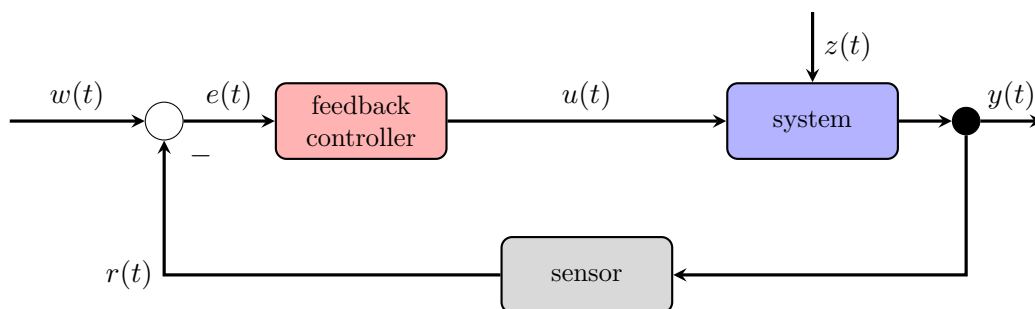 z(t)
w(t)
e(t)
feedback
controller
u(t)
system
y(t)
−
r(t)
sensor